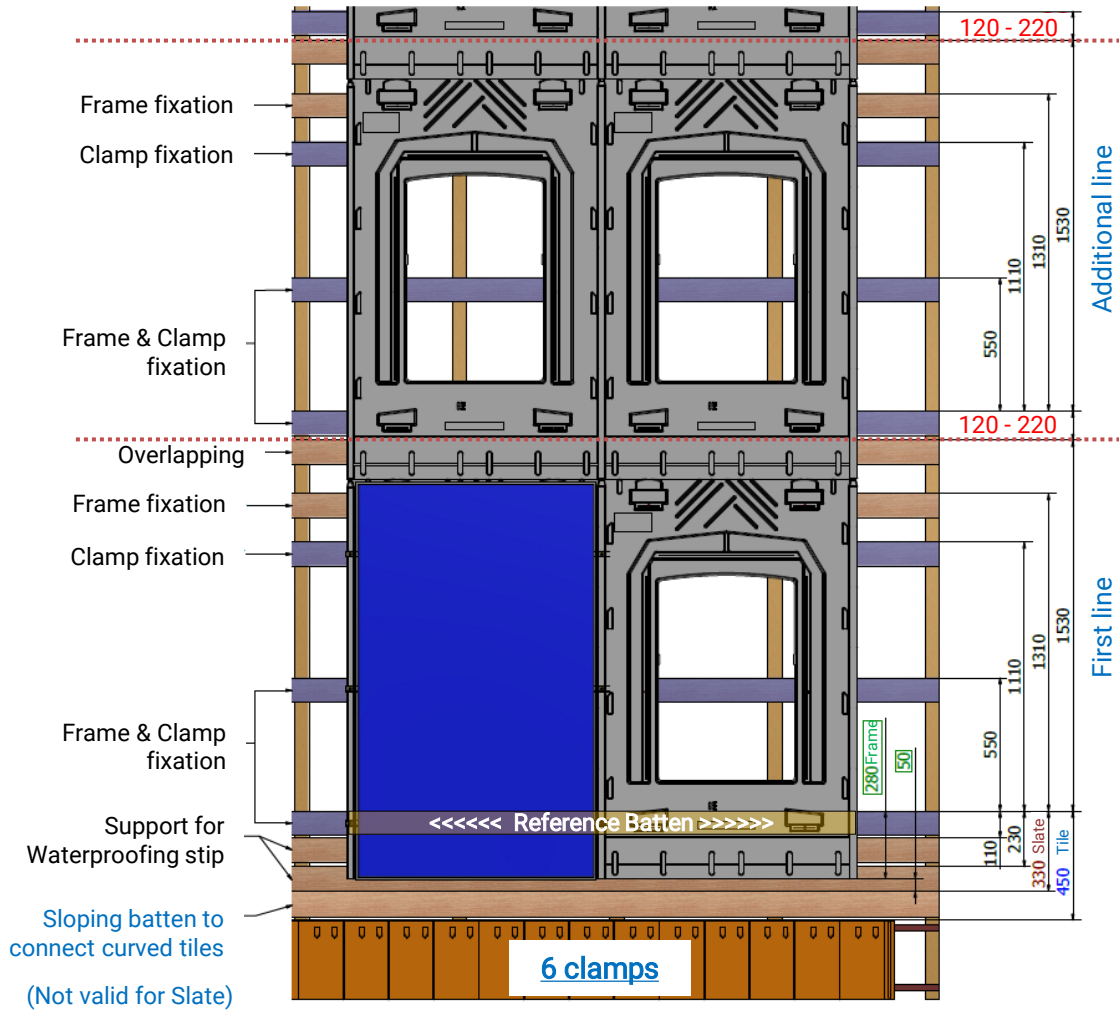 120 - 220
Frame fixation
Clamp fixation
1530
1310
1110
550
Additional line
Frame & Clamp
fixation
120 - 220
Overlapping
Frame fixation
Clamp fixation
1530
1310
1110
550
First line
Frame & Clamp
fixation
280 Frame
50
<<<<<< Reference Batten >>>>>>
Support for
Waterproofing stip
110
230
330 Slate
450 Tile
Sloping batten to
connect curved tiles
(Not valid for Slate)
6 clamps